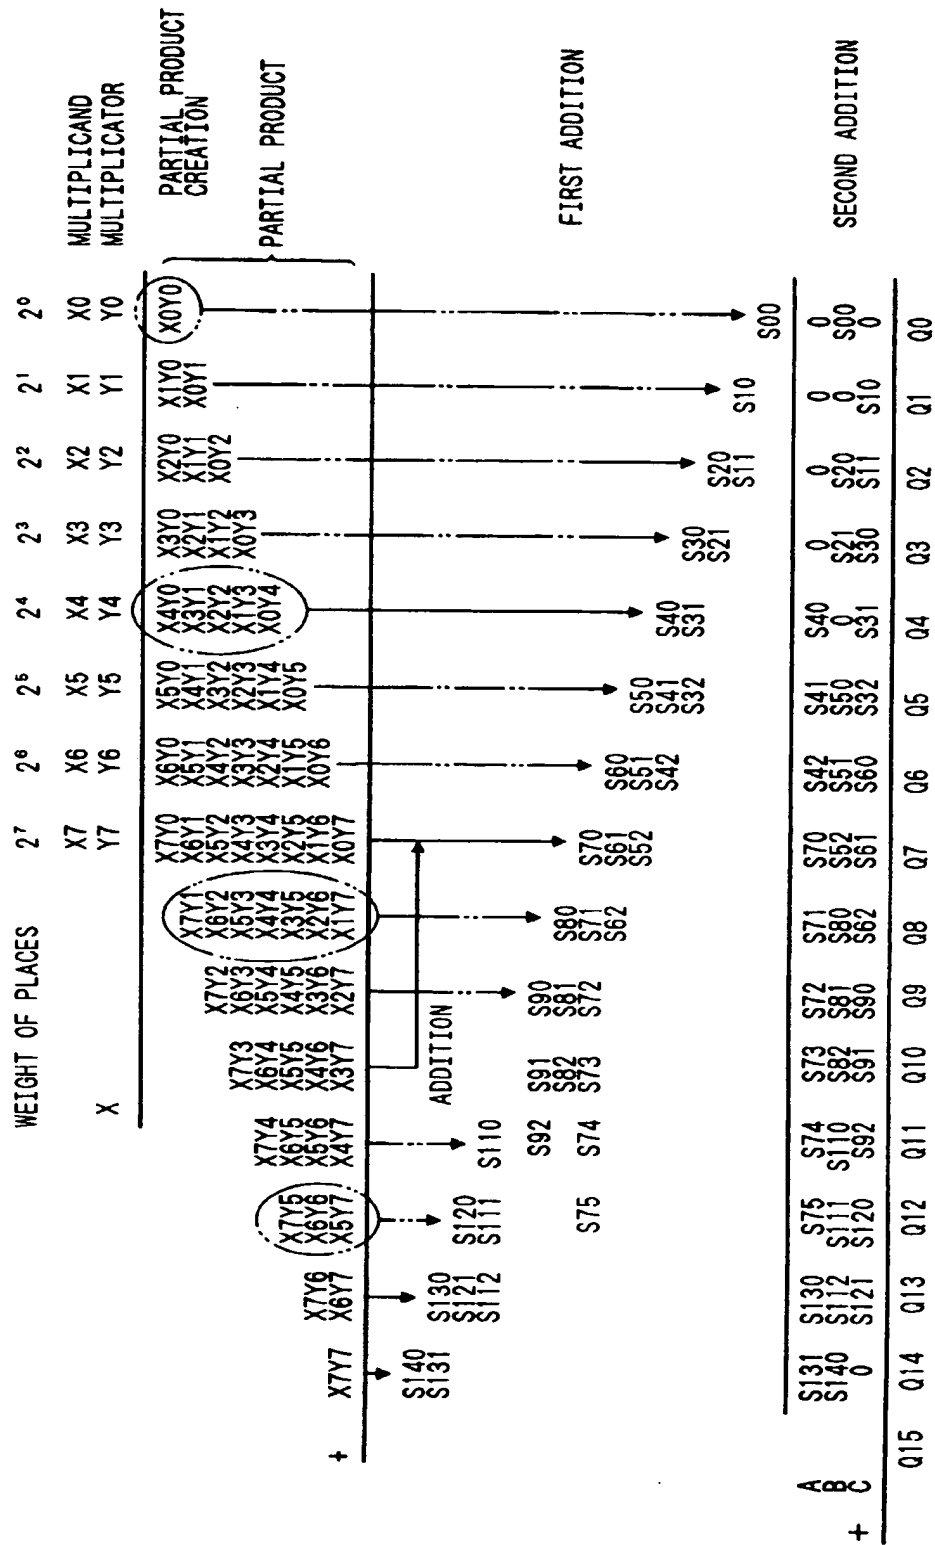 WEIGHT OF PLACES 2⁷ 2⁶ 2⁵ 2⁴ 2³ 2² 2¹ 2⁰
X7 X6 X5 X4 X3 X2 X1 X0 MULTIPLICAND
X Y7 Y6 Y5 Y4 Y3 Y2 Y1 Y0 MULTIPLICATOR
X7Y0 X6Y0 X5Y0 X4Y0 X3Y0 X2Y0 X1Y0 X0Y0 PARTIAL PRODUCT
X7Y1 X6Y1 X5Y1 X4Y1 X3Y1 X2Y1 X1Y1 X0Y1 CREATION
X7Y2 X6Y2 X5Y2 X4Y2 X3Y2 X2Y2 X1Y2 X0Y2
X7Y3 X6Y3 X5Y3 X4Y3 X3Y3 X2Y3 X1Y3 X0Y3
X7Y4 X6Y4 X5Y4 X4Y4 X3Y4 X2Y4 X1Y4 X0Y4 PARTIAL PRODUCT
X7Y5 X6Y5 X5Y5 X4Y5 X3Y5 X2Y5 X1Y5 X0Y5
X7Y6 X6Y6 X5Y6 X4Y6 X3Y6 X2Y6 X1Y6 X0Y6
+ X7Y7 X6Y7 X5Y7 X4Y7 X3Y7 X2Y7 X1Y7 X0Y7
S140
S131 S130 ADDITION
S121 S120
S112 S111 S110
S92 S91 S90
S82 S81 S80 FIRST ADDITION
S75 S74 S73 S72 S71 S70
S62 S61 S60
S52 S51 S50
S42 S41 S40
S32 S31 S30
S21 S20
S11 S10
S00
A S131 S130 S75 S74 S73 S72 S71 S70 S42 S41 S40 0 0 0 0
B S140 S112 S111 S110 S82 S81 S80 S52 S51 S50 0 S21 S20 0 S00 SECOND ADDITION
+ C 0 S121 S120 S92 S91 S90 S62 S61 S60 S32 S31 S30 S11 S10 0
Q15 Q14 Q13 Q12 Q11 Q10 Q9 Q8 Q7 Q6 Q5 Q4 Q3 Q2 Q1 Q0